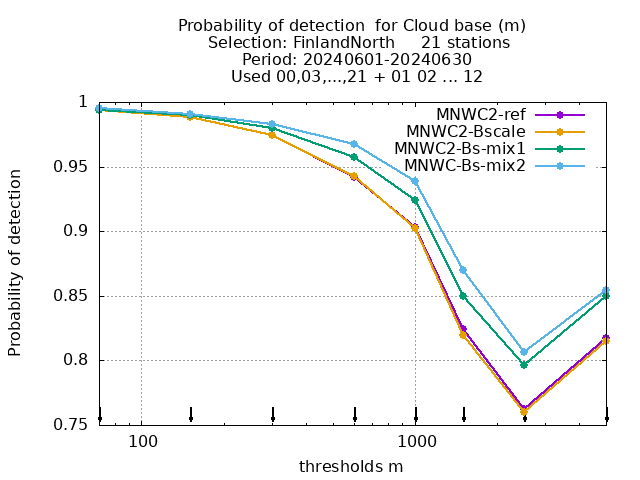 Probability of detection  for Cloud base (m)
Selection: FinlandNorth     21 stations
Period: 20240601-20240630
Used 00,03,...,21 + 01 02 ... 12
MNWC2-ref
MNWC2-Bscale
MNWC2-Bs-mix1
MNWC-Bs-mix2
1
0.95
0.9
0.85
0.8
0.75
Probability of detection
100
1000
thresholds m